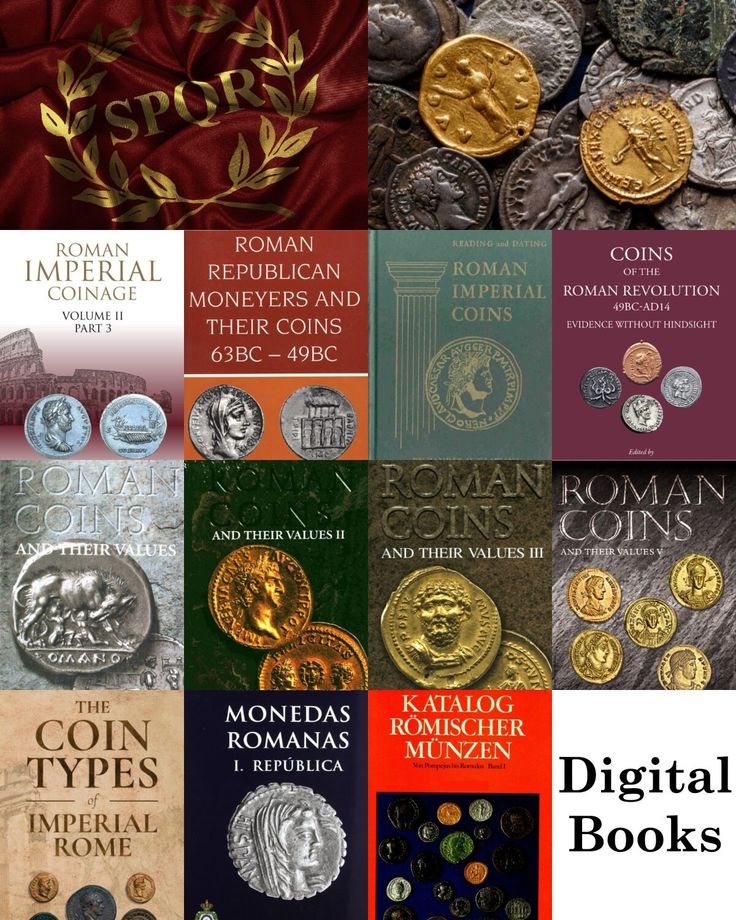 SPQR
ROMAN
IMPERIAL
COINAGE
VOLUME II
PART 3
ROMAN
REPUBLICAN
MONEYERS AND
THEIR COINS
63BC – 49BC
READING and DATING
ROMAN
IMPERIAL
COINS
COINS
OF THE
ROMAN REVOLUTION
49BC-AD14
EVIDENCE WITHOUT HINDSIGHT
Edited by
ROMAN
COINS
AND THEIR VALUES
ROMAN
COINS
AND THEIR VALUES II
ROMAN
COINS
AND THEIR VALUES III
ROMAN
COINS
AND THEIR VALUES V
THE
COIN
TYPES
of
IMPERIAL
ROME
MONEDAS
ROMANAS
I. REPÚBLICA
KATALOG
RÖMISCHER
MÜNZEN
Von Pompejus bis Romulus Band I
Digital
Books